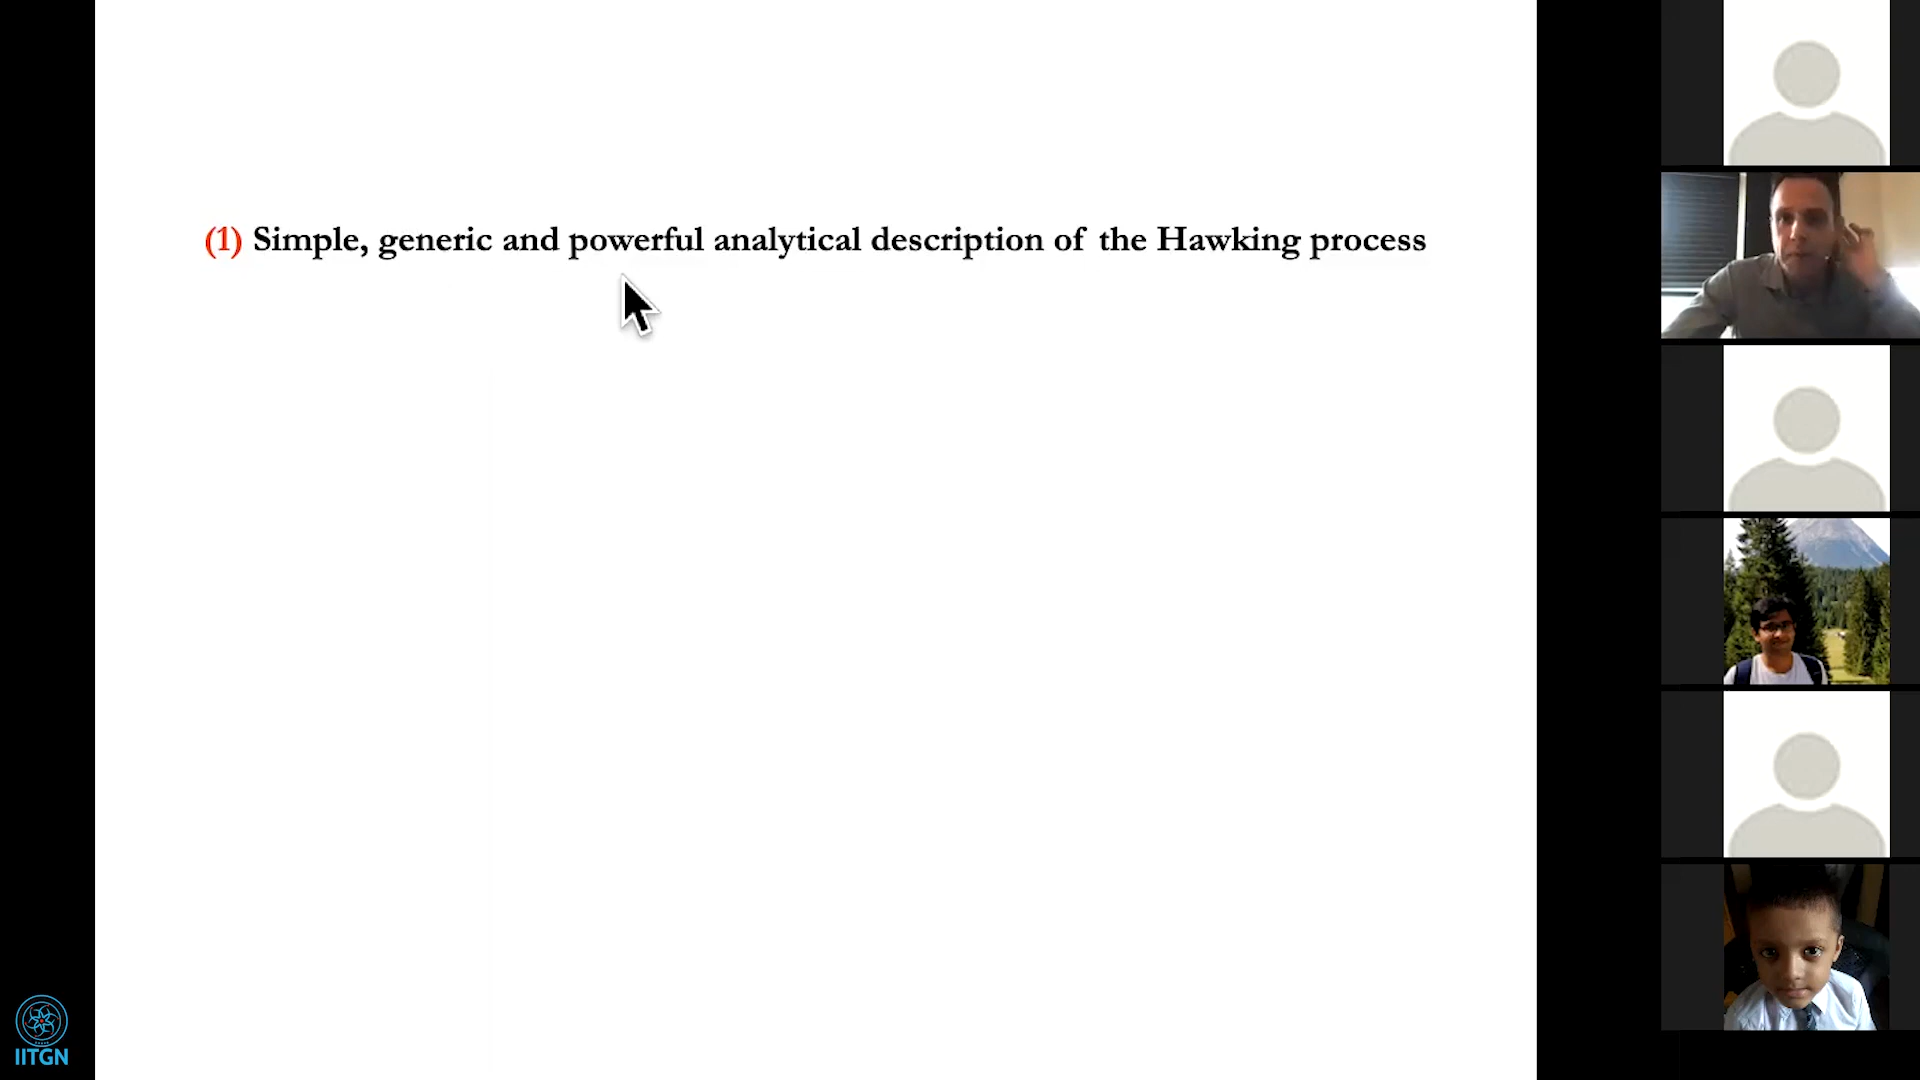 (1) Simple, generic and powerful analytical description of the Hawking process
IITGN